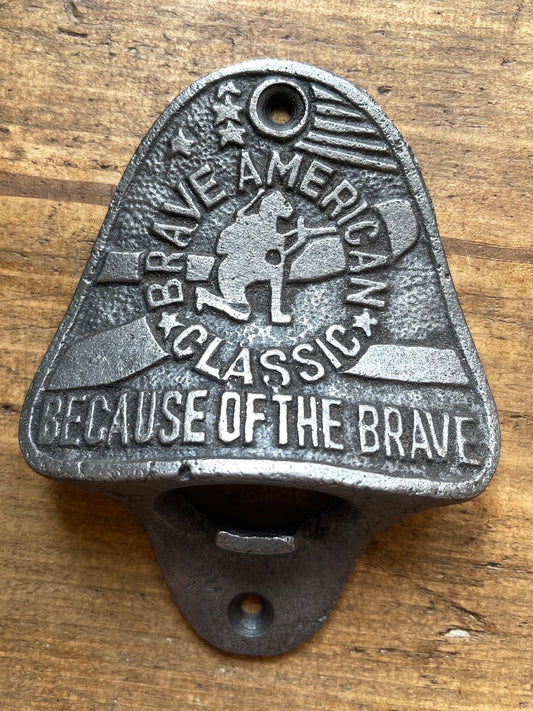 BRAVE AMERICAN
CLASSIC
BECAUSE OF THE BRAVE